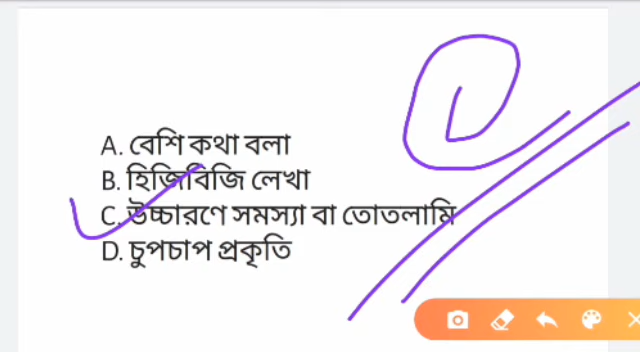 A. বেশি কথা বলা
B. হিজিবিজি লেখা
C. উচ্চারণে সমস্যা বা তোতলামি
D. চুপচাপ প্রকৃতি